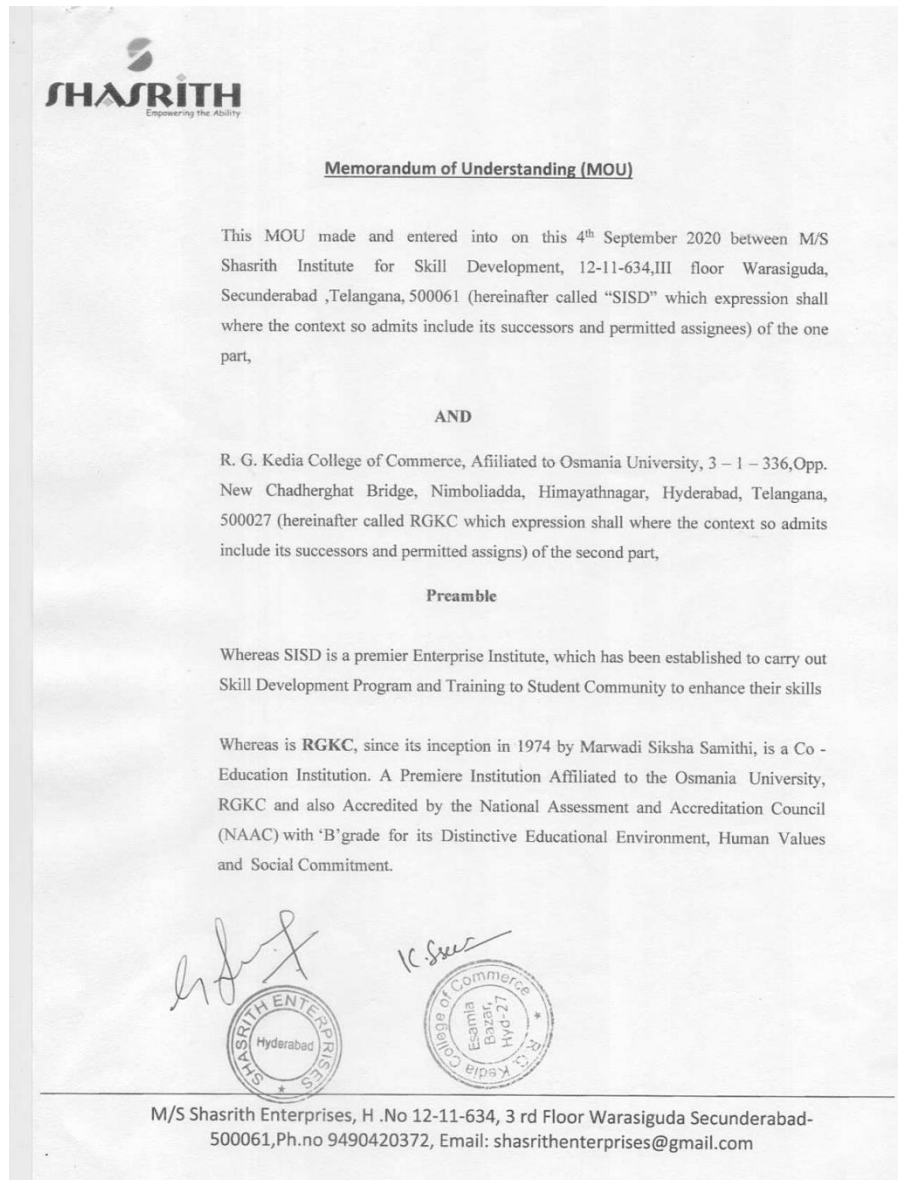 SHASRITH
Empowering the Ability
Memorandum of Understanding (MOU)
This MOU made and entered into on this 4th September 2020 between M/S
Shasrith Institute for Skill Development, 12-11-634,III floor Warasiguda,
Secunderabad ,Telangana, 500061 (hereinafter called “SISD” which expression shall
where the context so admits include its successors and permitted assignees) of the one
part,
AND
R. G. Kedia College of Commerce, Afiiliated to Osmania University, 3 – 1 – 336,Opp.
New Chadherghat Bridge, Nimboliadda, Himayathnagar, Hyderabad, Telangana,
500027 (hereinafter called RGKC which expression shall where the context so admits
include its successors and permitted assigns) of the second part,
Preamble
Whereas SISD is a premier Enterprise Institute, which has been established to carry out
Skill Development Program and Training to Student Community to enhance their skills
Whereas is RGKC, since its inception in 1974 by Marwadi Siksha Samithi, is a Co -
Education Institution. A Premiere Institution Affiliated to the Osmania University,
RGKC and also Accredited by the National Assessment and Accreditation Council
(NAAC) with ‘B’grade for its Distinctive Educational Environment, Human Values
and Social Commitment.
SHASRITH ENTERPRISES
Hyderabad
R. G. Kedia College of Commerce
Esamia
Bazar,
Hyd-27
M/S Shasrith Enterprises, H .No 12-11-634, 3 rd Floor Warasiguda Secunderabad-
500061,Ph.no 9490420372, Email: shasrithenterprises@gmail.com